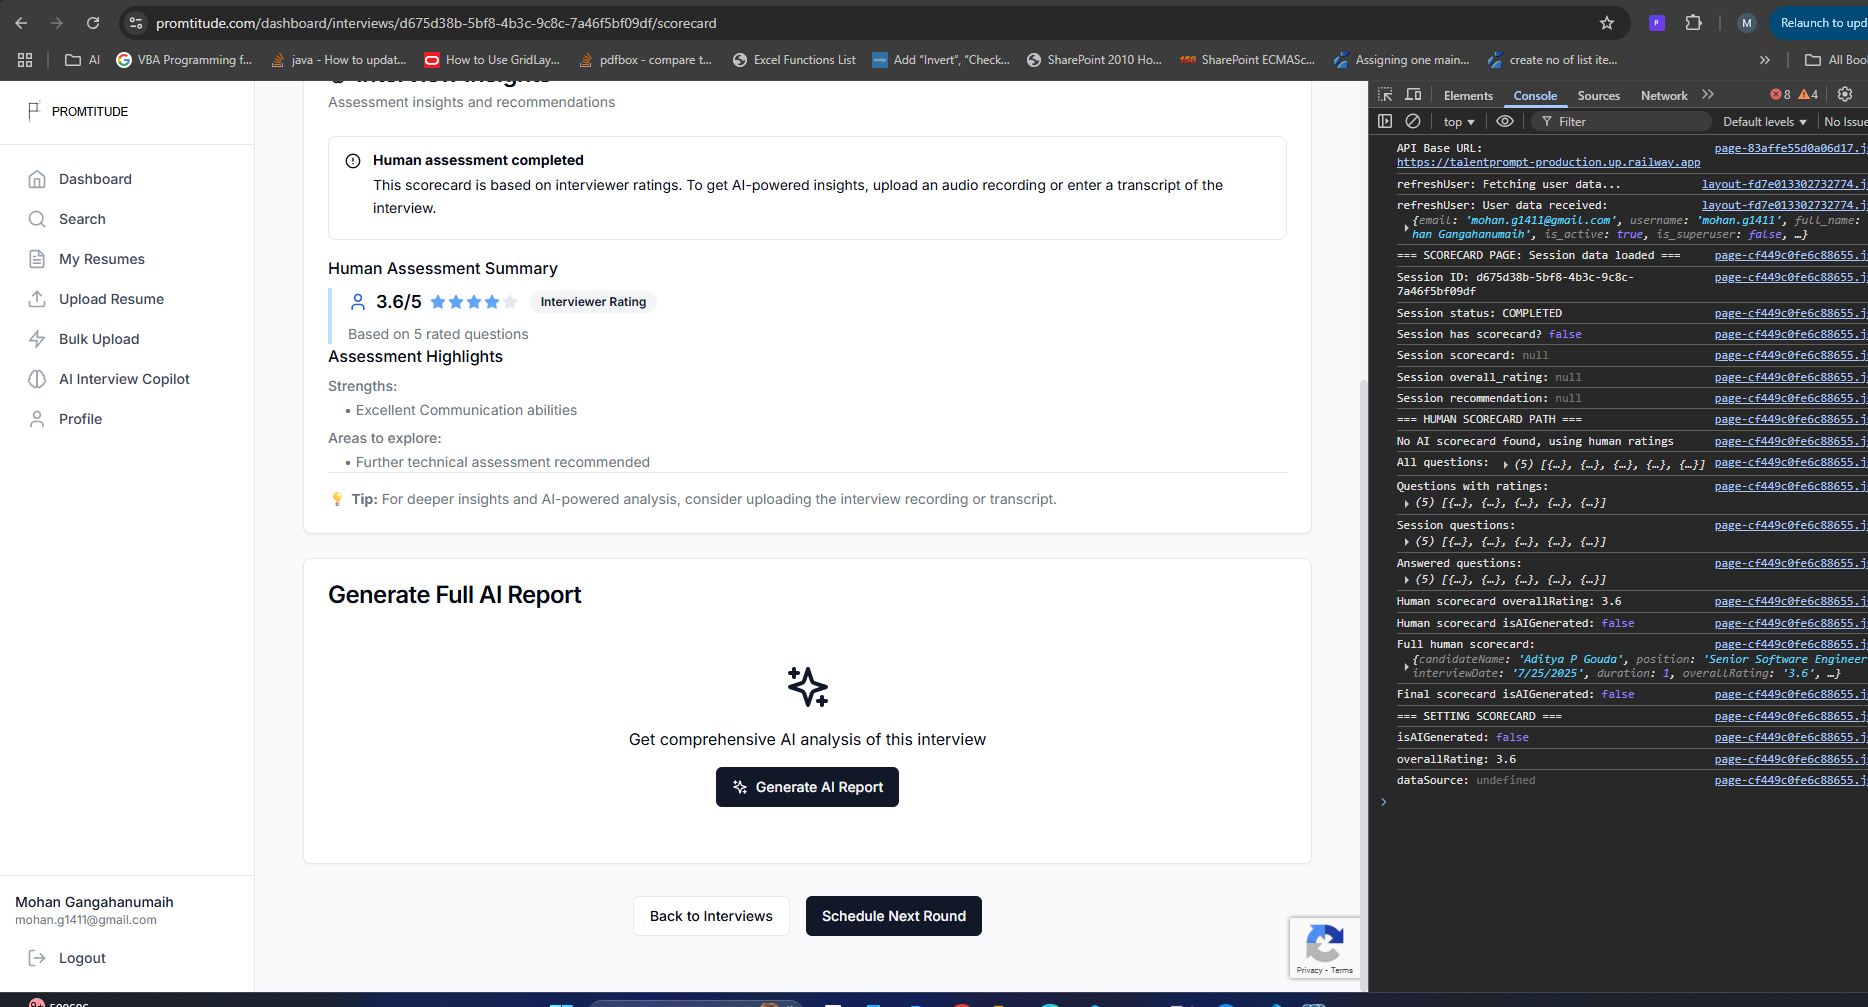 promtitude.com/dashboard/interviews/d675d38b-5bf8-4b3c-9c8c-7a46f5bf09df/scorecard
M
Relaunch to upd
AI
VBA Programming f...
java - How to updat...
How to Use GridLay...
pdfbox - compare t...
Excel Functions List
Add “Invert”, “Check...
SharePoint 2010 Ho...
SharePoint ECMASc...
Assigning one main...
create no of list ite...
»
All Boo
PROMTITUDE
Dashboard
Search
My Resumes
Upload Resume
Bulk Upload
AI Interview Copilot
Profile
Mohan Gangahanumaih
mohan.g1411@gmail.com
Logout
Interview Insights
Assessment insights and recommendations
Human assessment completed
This scorecard is based on interviewer ratings. To get AI-powered insights, upload an audio recording or enter a transcript of the
interview.
Human Assessment Summary
3.6/5
Interviewer Rating
Based on 5 rated questions
Assessment Highlights
Strengths:
• Excellent Communication abilities
Areas to explore:
• Further technical assessment recommended
Tip: For deeper insights and AI-powered analysis, consider uploading the interview recording or transcript.
Generate Full AI Report
Get comprehensive AI analysis of this interview
Generate AI Report
Back to Interviews
Schedule Next Round
Privacy - Terms
Elements
Console
Sources
Network
»
8
4
top
Filter
Default levels
No Issue
API Base URL: page-83affe55d0a06d17.j
https://talentprompt-production.up.railway.app
refreshUser: Fetching user data... layout-fd7e013302732774.j
refreshUser: User data received: layout-fd7e013302732774.j
{email: 'mohan.g1411@gmail.com', username: 'mohan.g1411', full_name:
han Gangahanumaih', is_active: true, is_superuser: false, …}
=== SCORECARD PAGE: Session data loaded === page-cf449c0fe6c88655.j
Session ID: d675d38b-5bf8-4b3c-9c8c- page-cf449c0fe6c88655.j
7a46f5bf09df
Session status: COMPLETED page-cf449c0fe6c88655.j
Session has scorecard? false page-cf449c0fe6c88655.j
Session scorecard: null page-cf449c0fe6c88655.j
Session overall_rating: null page-cf449c0fe6c88655.j
Session recommendation: null page-cf449c0fe6c88655.j
=== HUMAN SCORECARD PATH === page-cf449c0fe6c88655.j
No AI scorecard found, using human ratings page-cf449c0fe6c88655.j
All questions: (5) [{…}, {…}, {…}, {…}, {…}] page-cf449c0fe6c88655.j
Questions with ratings: page-cf449c0fe6c88655.j
(5) [{…}, {…}, {…}, {…}, {…}]
Session questions: page-cf449c0fe6c88655.j
(5) [{…}, {…}, {…}, {…}, {…}]
Answered questions: page-cf449c0fe6c88655.j
(5) [{…}, {…}, {…}, {…}, {…}]
Human scorecard overallRating: 3.6 page-cf449c0fe6c88655.j
Human scorecard isAIGenerated: false page-cf449c0fe6c88655.j
Full human scorecard: page-cf449c0fe6c88655.j
{candidateName: 'Aditya P Gouda', position: 'Senior Software Engineer
interviewDate: '7/25/2025', duration: 1, overallRating: '3.6', …}
Final scorecard isAIGenerated: false page-cf449c0fe6c88655.j
=== SETTING SCORECARD === page-cf449c0fe6c88655.j
isAIGenerated: false page-cf449c0fe6c88655.j
overallRating: 3.6 page-cf449c0fe6c88655.j
dataSource: undefined page-cf449c0fe6c88655.j